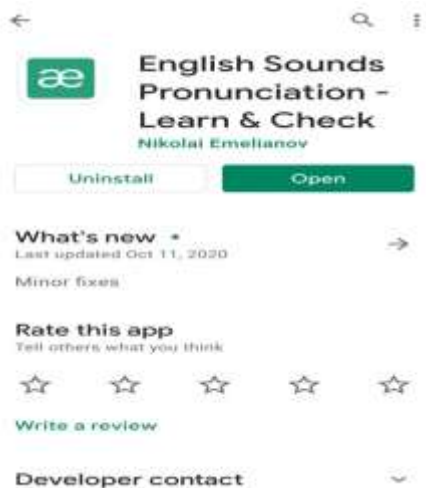 æ
English Sounds
Pronunciation -
Learn & Check
Nikolai Emelianov
Uninstall
Open
What's new
Last updated Oct 11, 2020
Minor fixes
Rate this app
Tell others what you think
Write a review
Developer contact